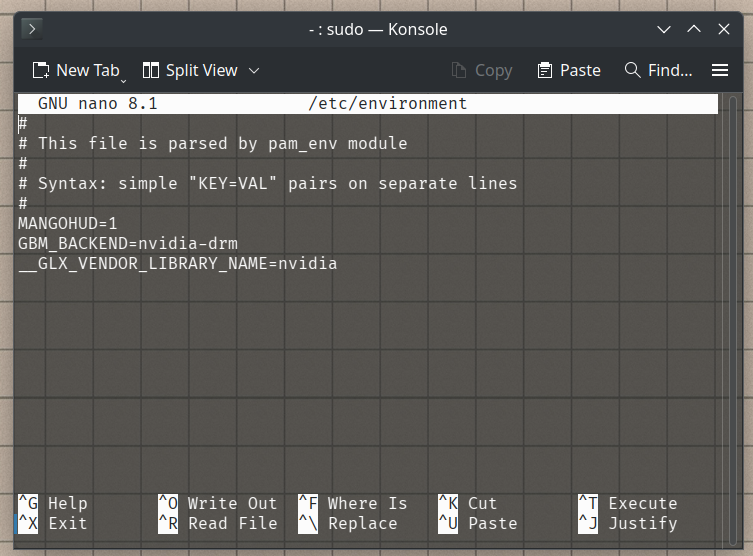 - : sudo — Konsole
New Tab Split View Copy Paste Find...
GNU nano 8.1 /etc/environment
#
# This file is parsed by pam_env module
#
# Syntax: simple "KEY=VAL" pairs on separate lines
#
MANGOHUD=1
GBM_BACKEND=nvidia-drm
__GLX_VENDOR_LIBRARY_NAME=nvidia
^G Help ^O Write Out ^F Where Is ^K Cut ^T Execute
^X Exit ^R Read File ^\ Replace ^U Paste ^J Justify